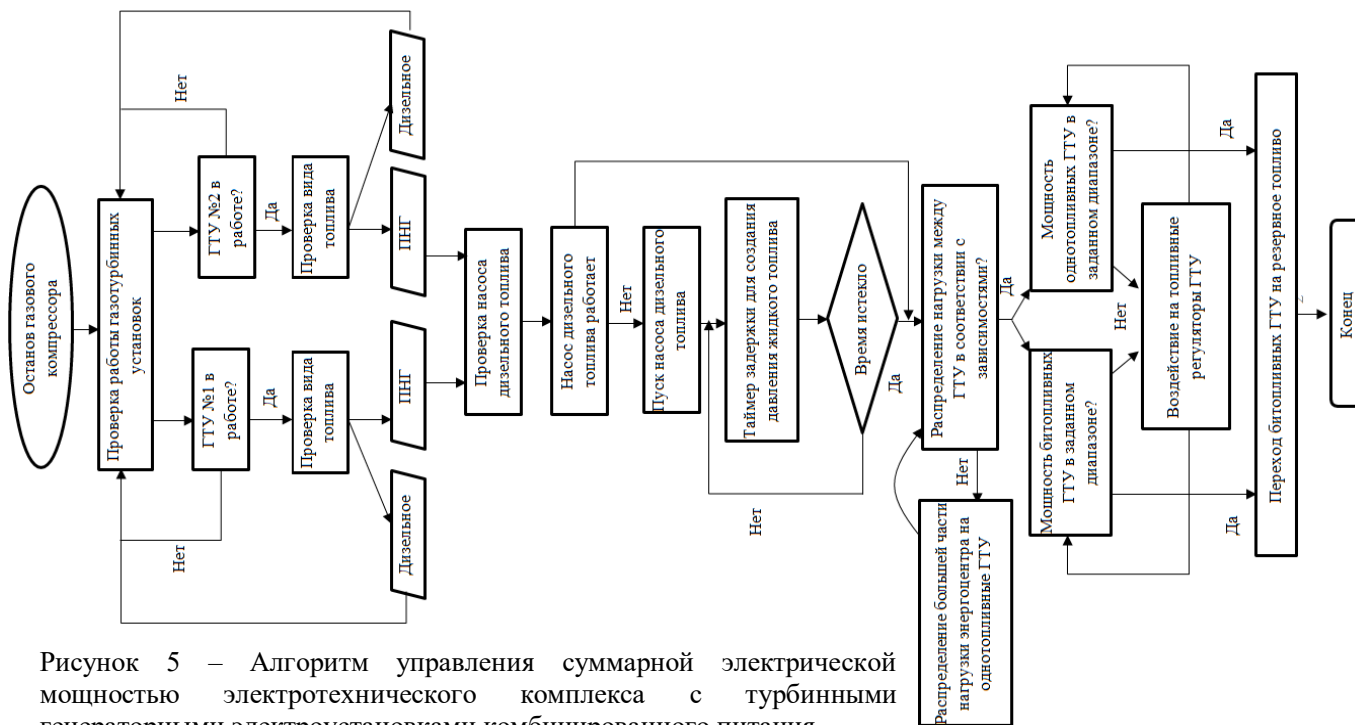 Останов газового
компрессора
Проверка работы газотурбинных
установок
Нет
ГТУ №1 в
работе?
Да
Проверка вида
топлива
Дизельное
ПНГ
Нет
ГТУ №2 в
работе?
Да
Проверка вида
топлива
ПНГ
Дизельное
Проверка насоса
дизельного топлива
Насос дизельного
топлива работает
Нет
Пуск насоса дизельного
топлива
Таймер задержки для создания
давления жидкого топлива
Время истекло
Нет
Да
Распределение нагрузки между
ГТУ в соответствии с
зависимостями?
Нет
Да
Распределение большей части
нагрузки энергоцентра на
однотопливные ГТУ
Мощность битопливных
ГТУ в заданном
диапазоне?
Мощность
однотопливных ГТУ в
заданном диапазоне?
Нет
Воздействие на топливные
регуляторы ГТУ
Да
Да
Переход битопливных ГТУ на резервное топливо
Конец
Рисунок 5 – Алгоритм управления суммарной электрической
мощностью электротехнического комплекса с турбинными
генераторными электроустановками комбинированного питания